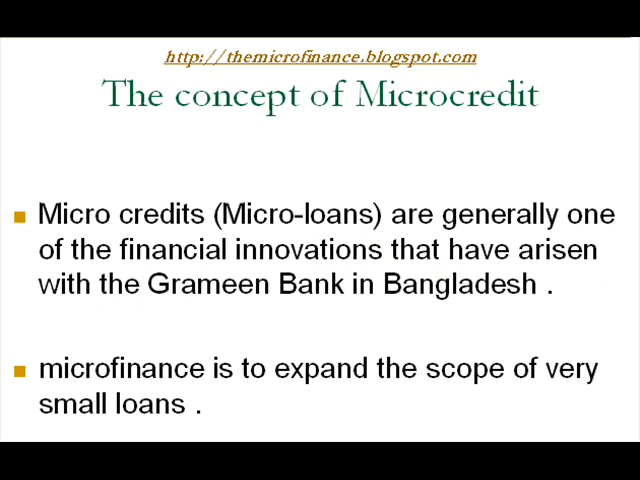 http://themicrofinance.blogspot.com
The concept of Microcredit
Micro credits (Micro-loans) are generally one
of the financial innovations that have arisen
with the Grameen Bank in Bangladesh .
microfinance is to expand the scope of very
small loans .